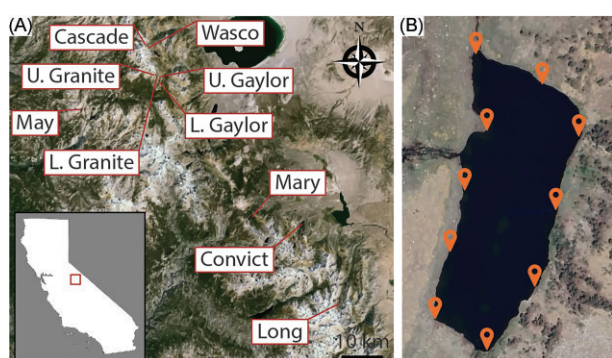 (A)
Cascade
Wasco
N
U. Granite
U. Gaylor
May
L. Gaylor
L. Granite
Mary
Convict
Long
10 km
(B)